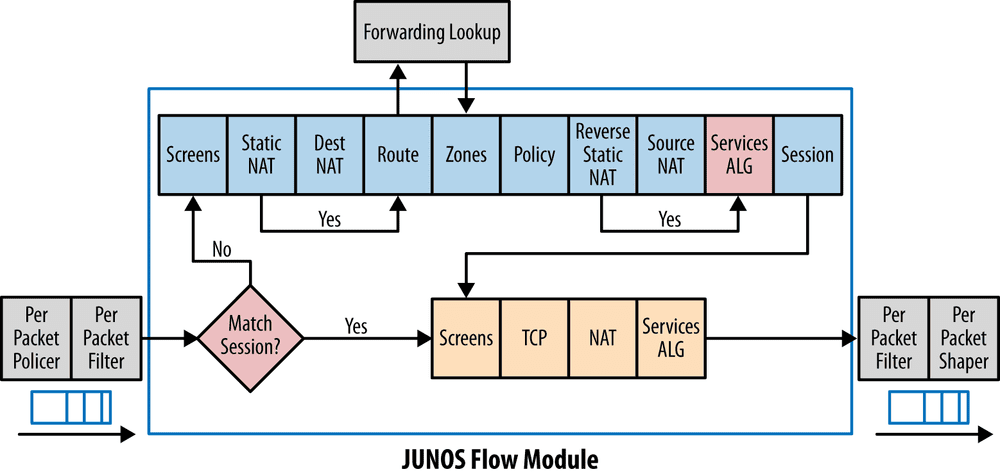 Forwarding Lookup
Screens
Static
NAT
Dest
NAT
Route
Zones
Policy
Reverse
Static
NAT
Source
NAT
Services
ALG
Session
Yes
Yes
No
Per
Packet
Policer
Per
Packet
Filter
Match
Session?
Yes
Screens
TCP
NAT
Services
ALG
Per
Packet
Filter
Per
Packet
Shaper
JUNOS Flow Module